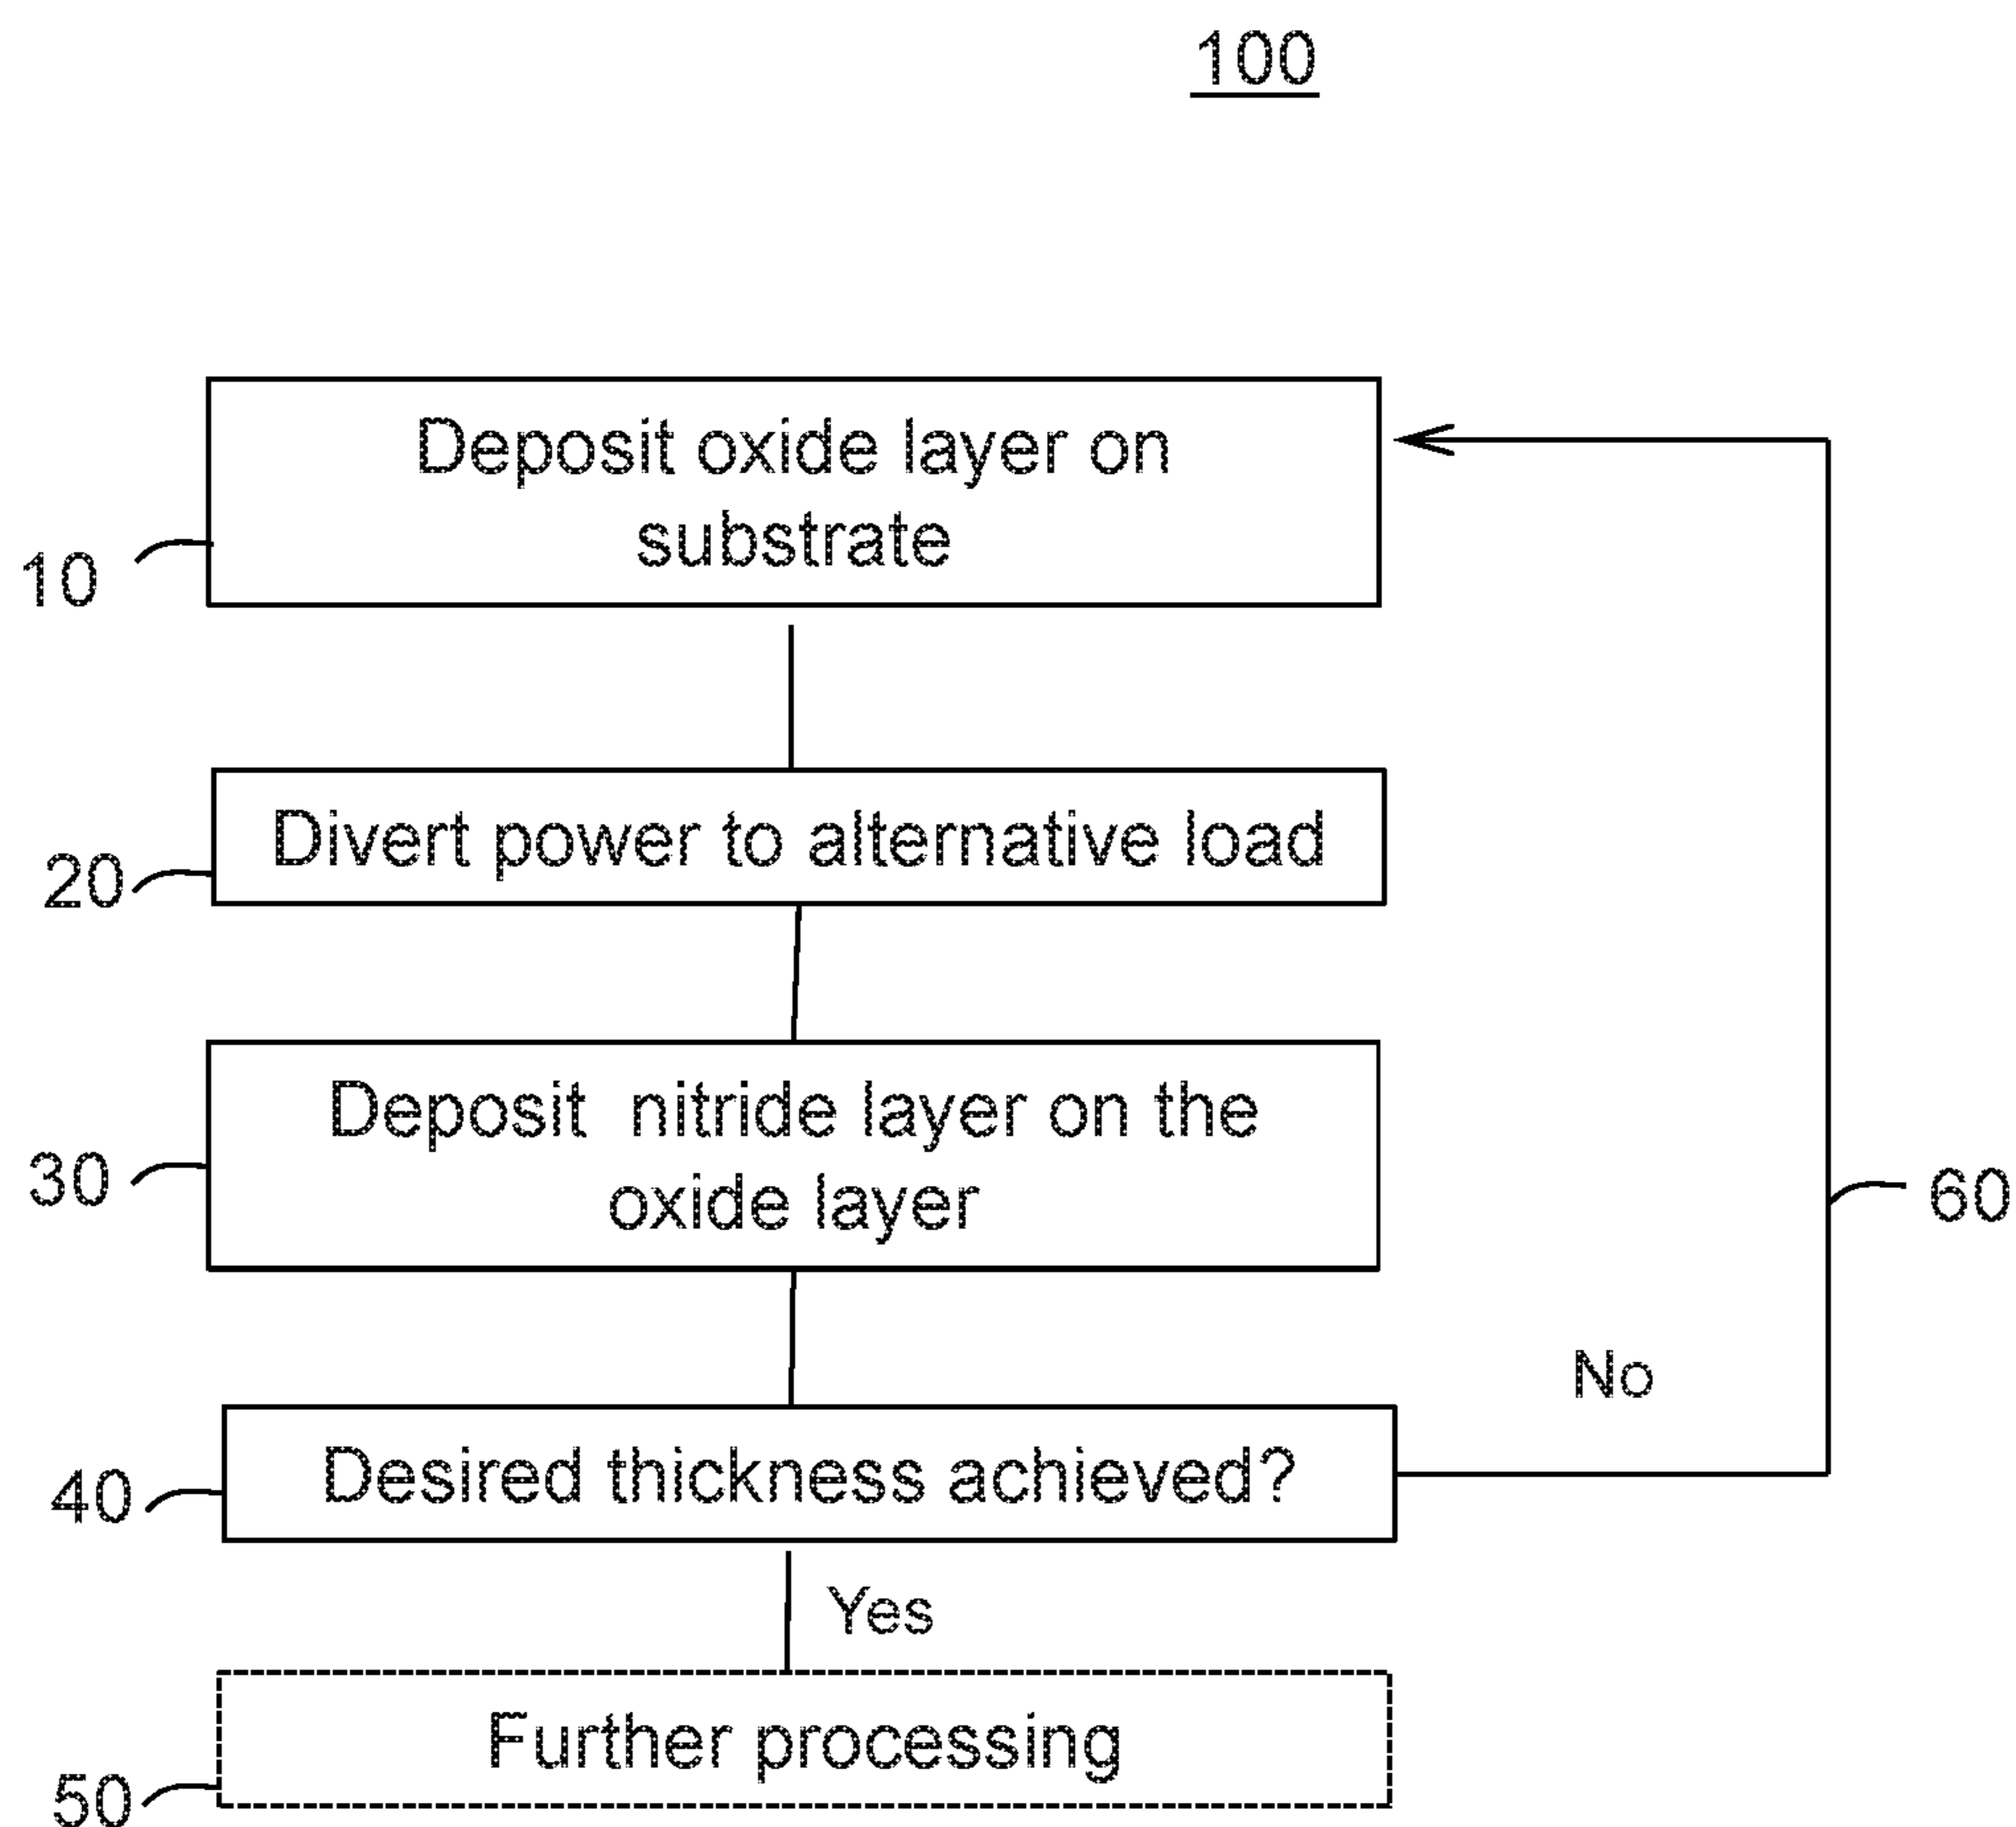 100
Deposit oxide layer on
substrate
10
Divert power to alternative load
20
Deposit nitride layer on the
oxide layer
30
60
No
Desired thickness achieved?
40
Yes
Further processing
50